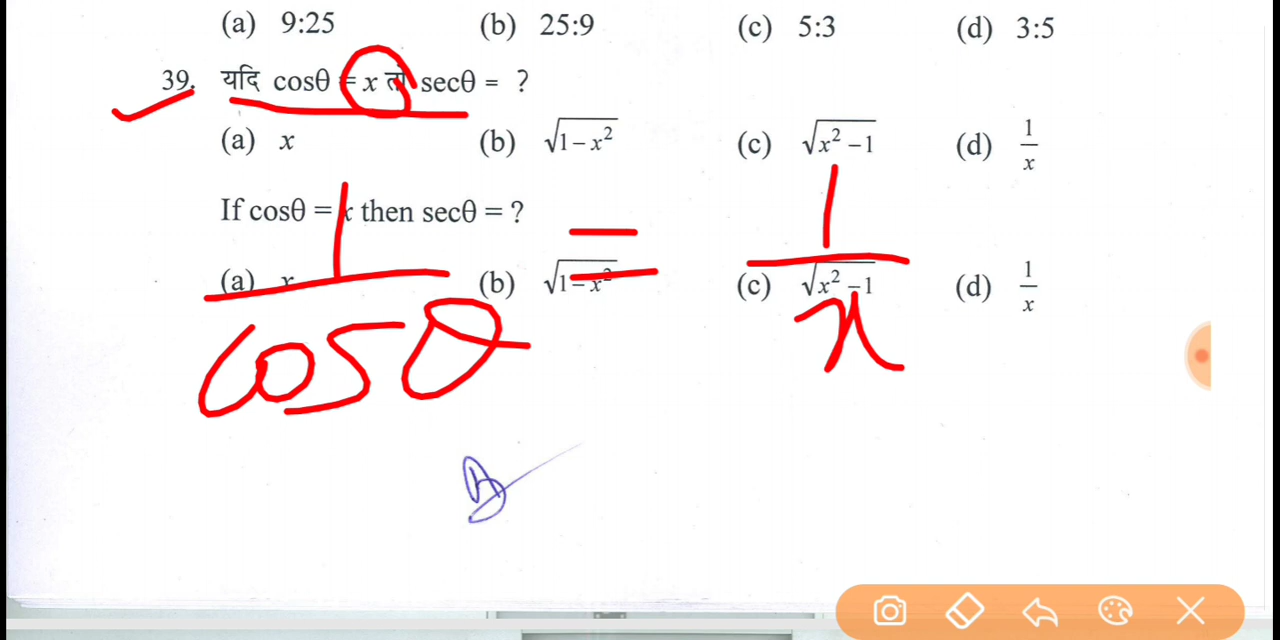 (a) 9:25 (b) 25:9 (c) 5:3 (d) 3:5
39. यदि cosθ = x तो secθ = ?
(a) x (b) √1−x² (c) √x²−1 (d) 1/x
If cosθ = x then secθ = ?
(a) x (b) √1−x² (c) √x²−1 (d) 1/x
1/cosθ = 1/x